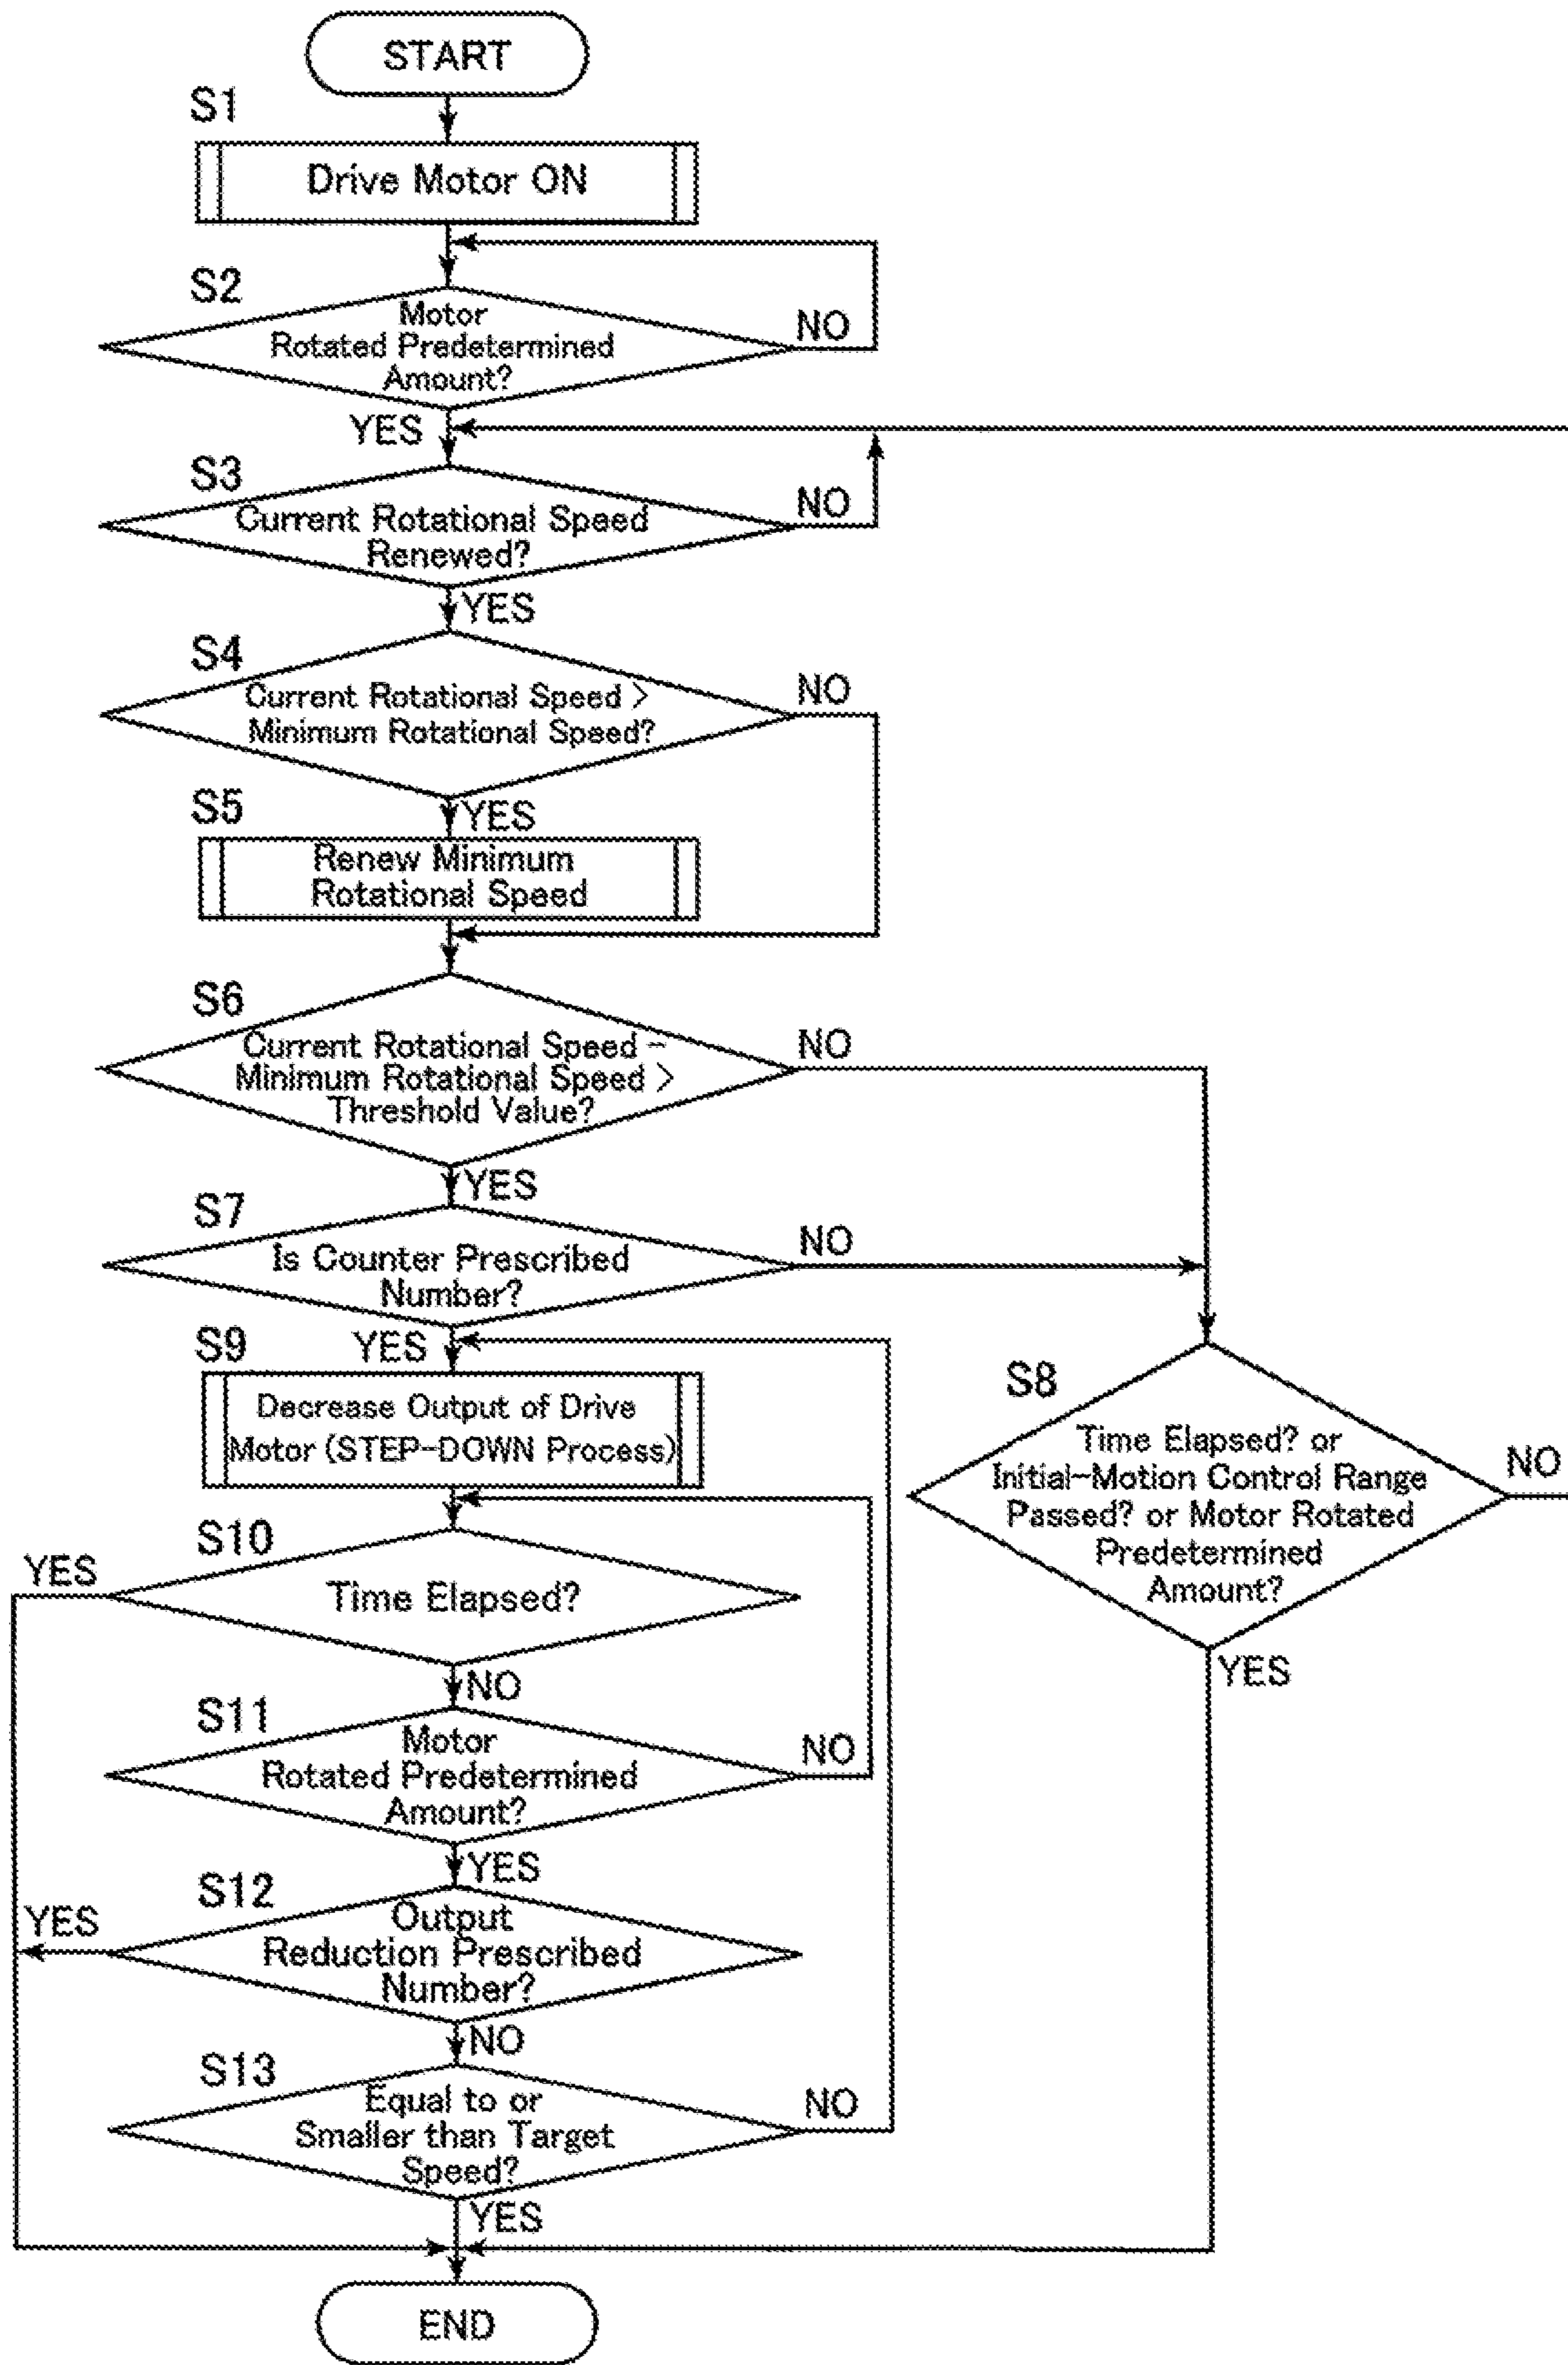 START
S1
Drive Motor ON
S2
Motor
Rotated Predetermined
Amount?
NO
YES
S3
Current Rotational Speed
Renewed?
NO
YES
S4
Current Rotational Speed >
Minimum Rotational Speed?
NO
YES
S5
Renew Minimum
Rotational Speed
S6
Current Rotational Speed -
Minimum Rotational Speed >
Threshold Value?
NO
YES
S7
Is Counter Prescribed
Number?
NO
YES
S8
Time Elapsed? or
Initial-Motion Control Range
Passed? or Motor Rotated
Predetermined
Amount?
NO
YES
S9
Decrease Output of Drive
Motor (STEP-DOWN Process)
S10
Time Elapsed?
YES
NO
S11
Motor
Rotated Predetermined
Amount?
NO
YES
S12
Output
Reduction Prescribed
Number?
YES
NO
S13
Equal to or
Smaller than Target
Speed?
NO
YES
END